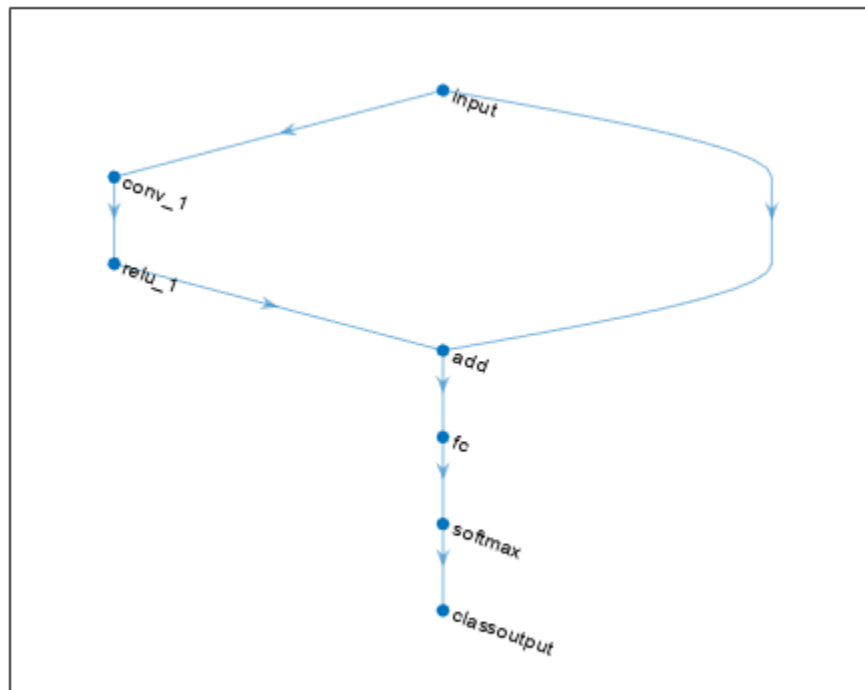 input
conv_1
relu_1
add
fc
softmax
classoutput